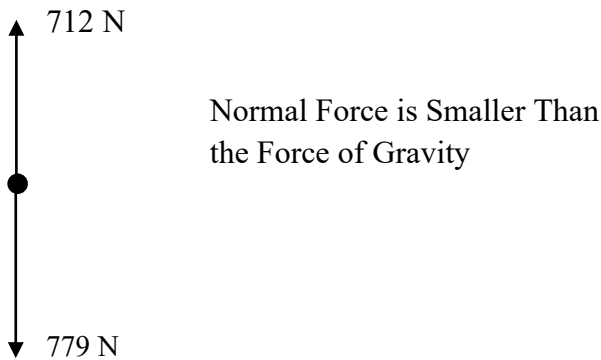 712 N
Normal Force is Smaller Than
the Force of Gravity
779 N